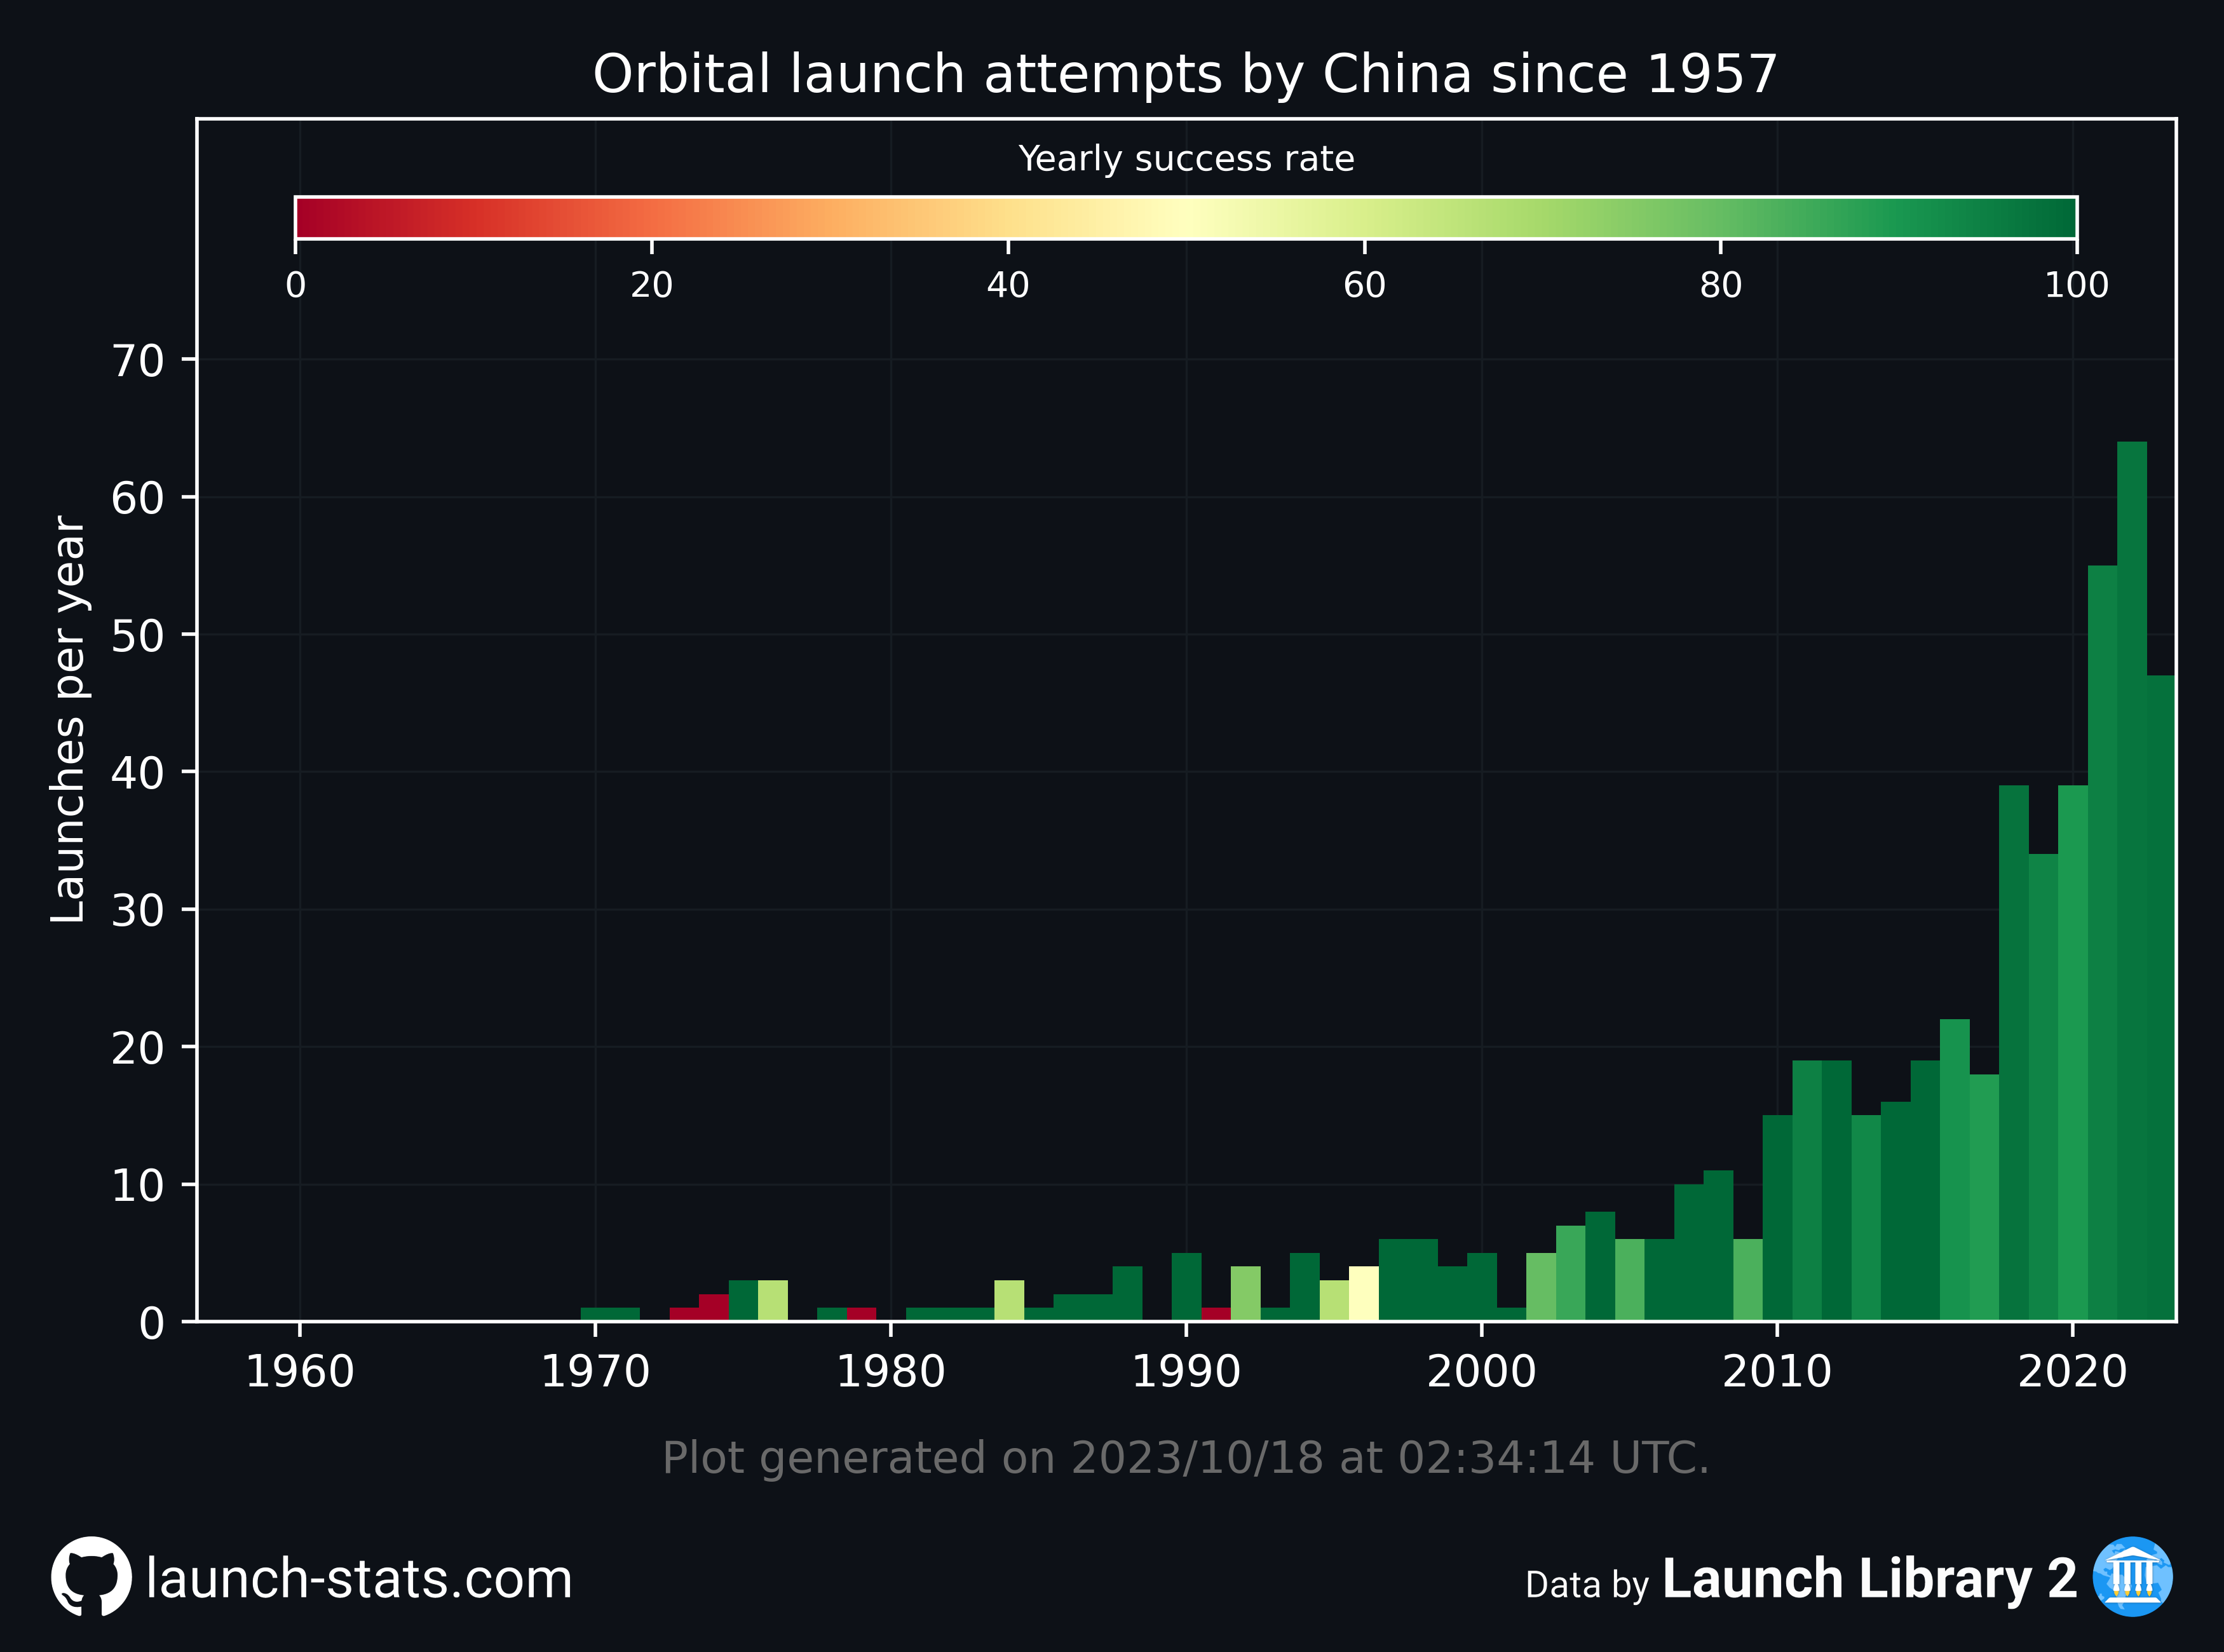 Orbital launch attempts by China since 1957
Yearly success rate
0 20 40 60 80 100
Launches per year
70
60
50
40
30
20
10
0
1960 1970 1980 1990 2000 2010 2020
Plot generated on 2023/10/18 at 02:34:14 UTC.
launch-stats.com
Data by Launch Library 2